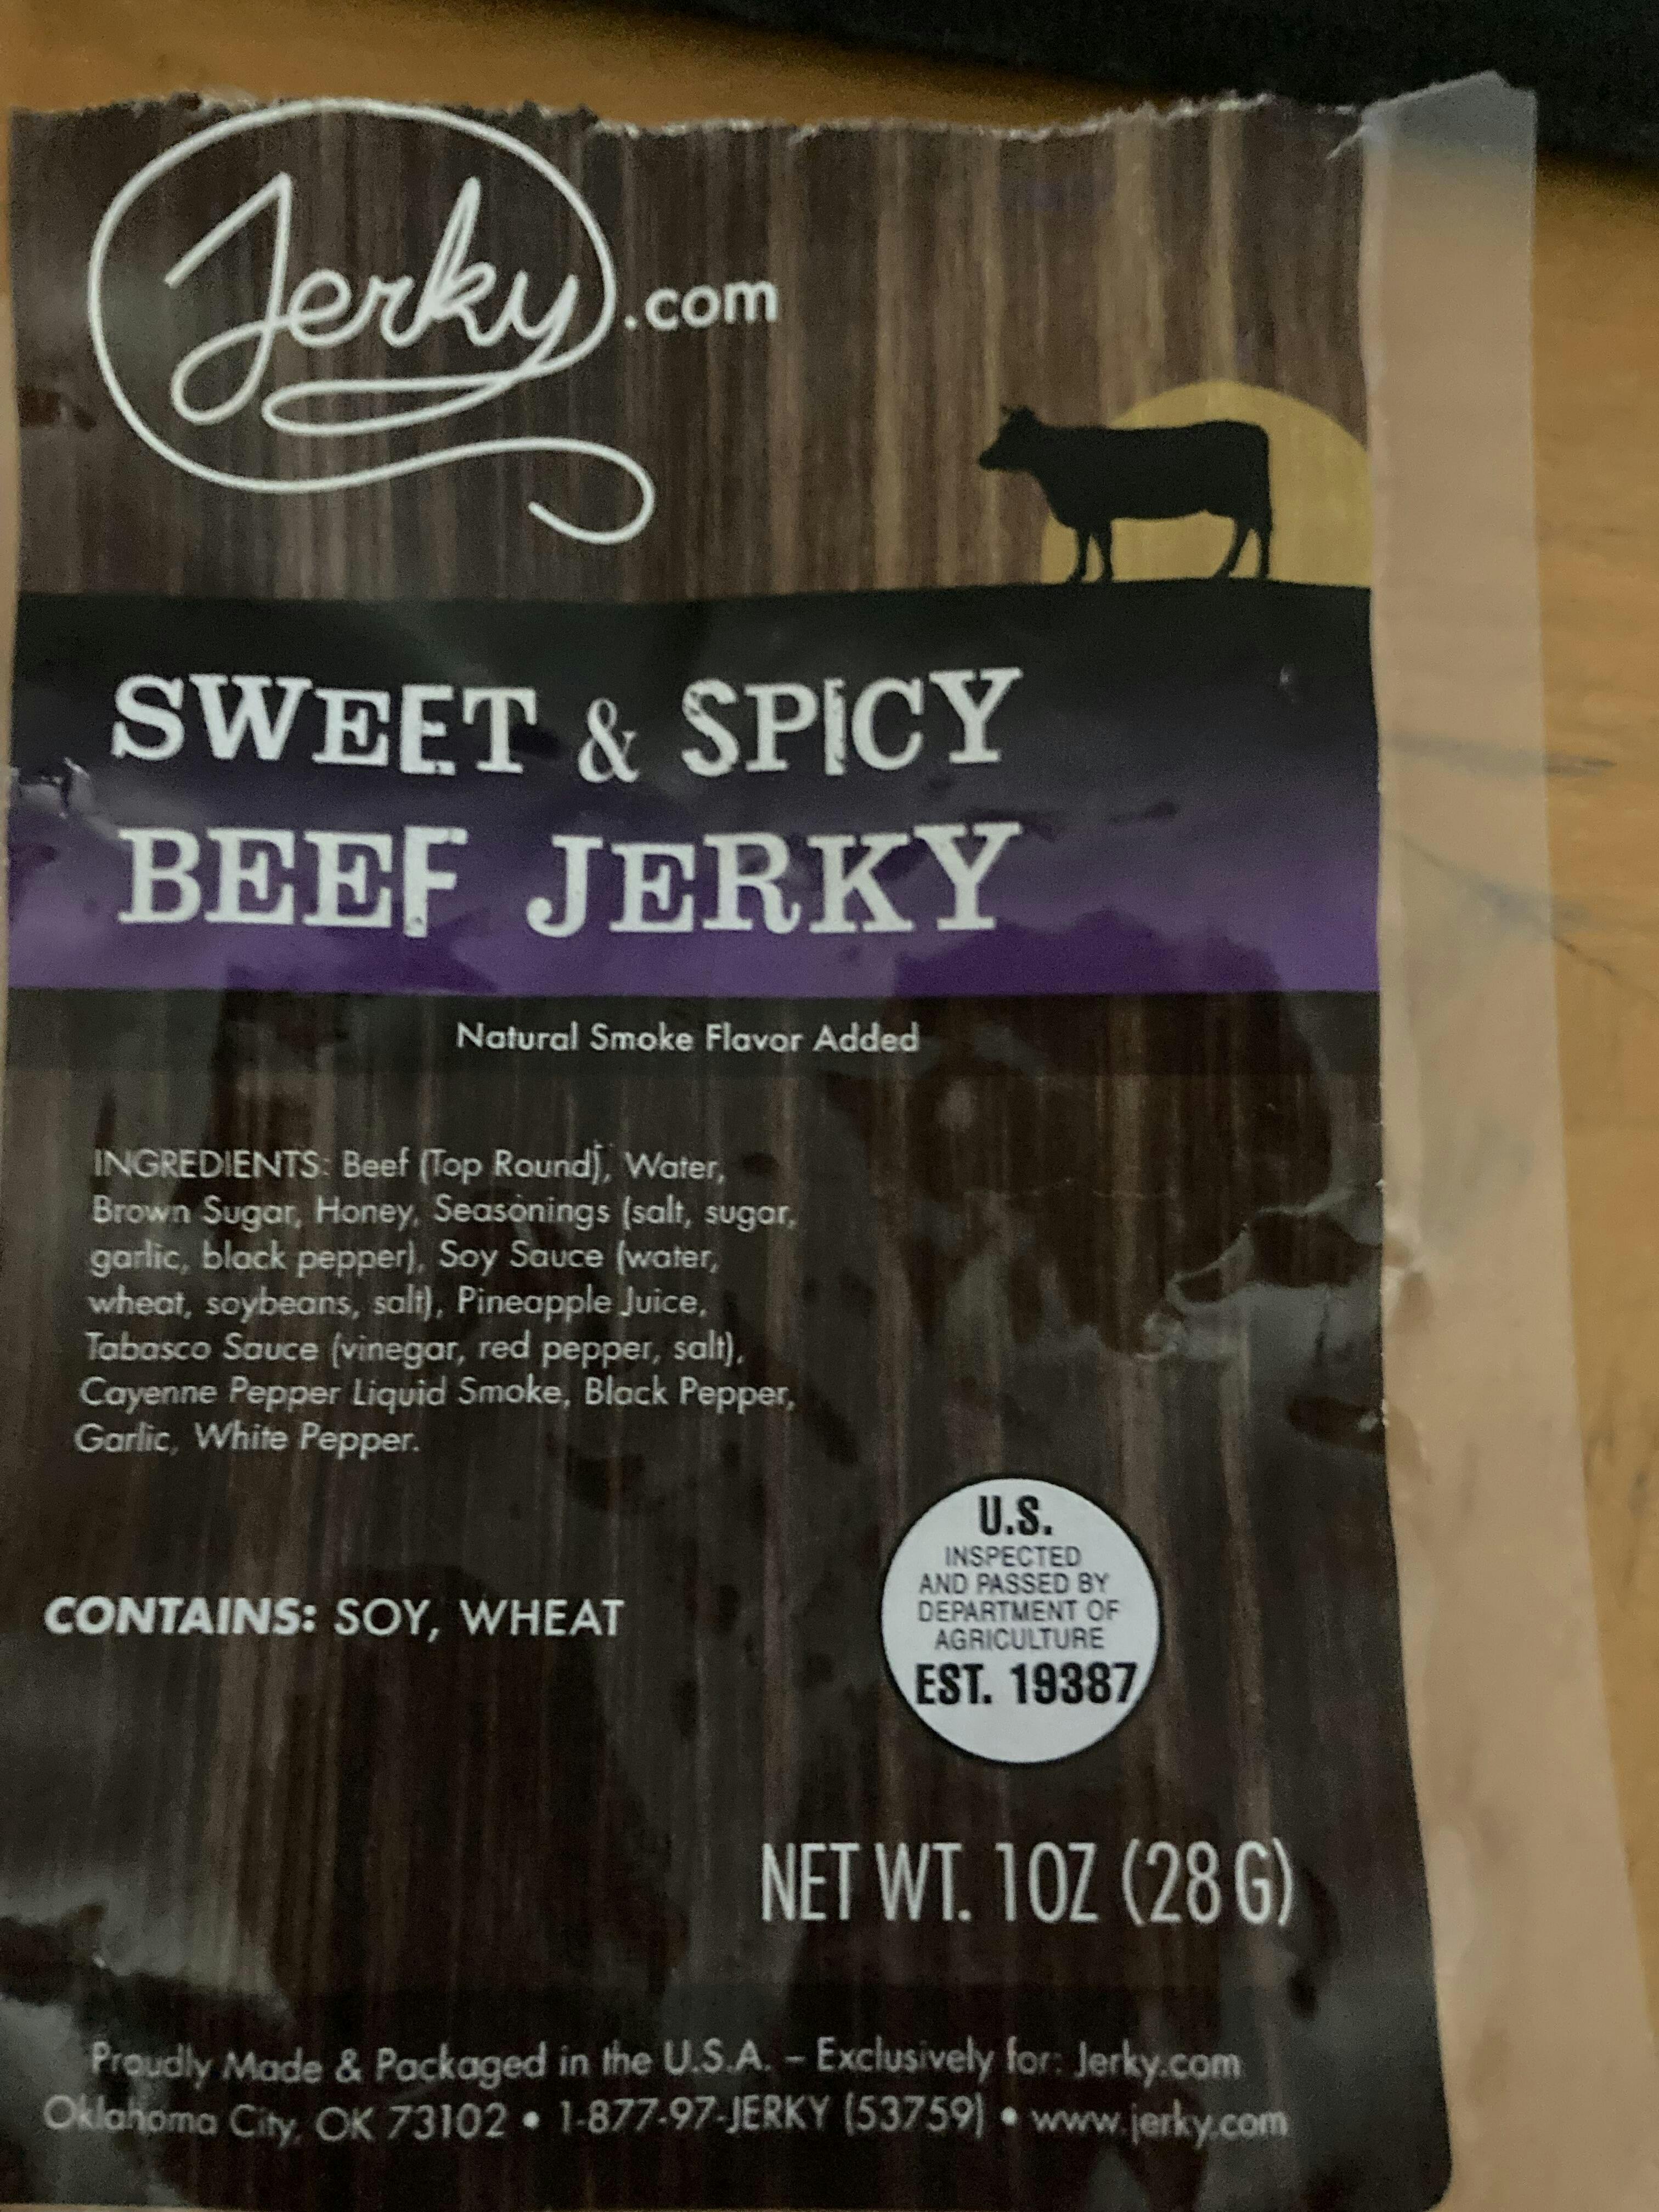 Jerky.com
SWEET & SPICY
BEEF JERKY
Natural Smoke Flavor Added
INGREDIENTS: Beef (Top Round), Water,
Brown Sugar, Honey, Seasonings (salt, sugar,
garlic, black pepper), Soy Sauce (water,
wheat, soybeans, salt), Pineapple Juice,
Tabasco Sauce (vinegar, red pepper, salt),
Cayenne Pepper Liquid Smoke, Black Pepper,
Garlic, White Pepper.
CONTAINS: SOY, WHEAT
U.S.
INSPECTED
AND PASSED BY
DEPARTMENT OF
AGRICULTURE
EST. 19387
NET WT. 1OZ (28 G)
Proudly Made & Packaged in the U.S.A. – Exclusively for: Jerky.com
Oklahoma City, OK 73102 • 1-877-97-JERKY (53759) • www.jerky.com